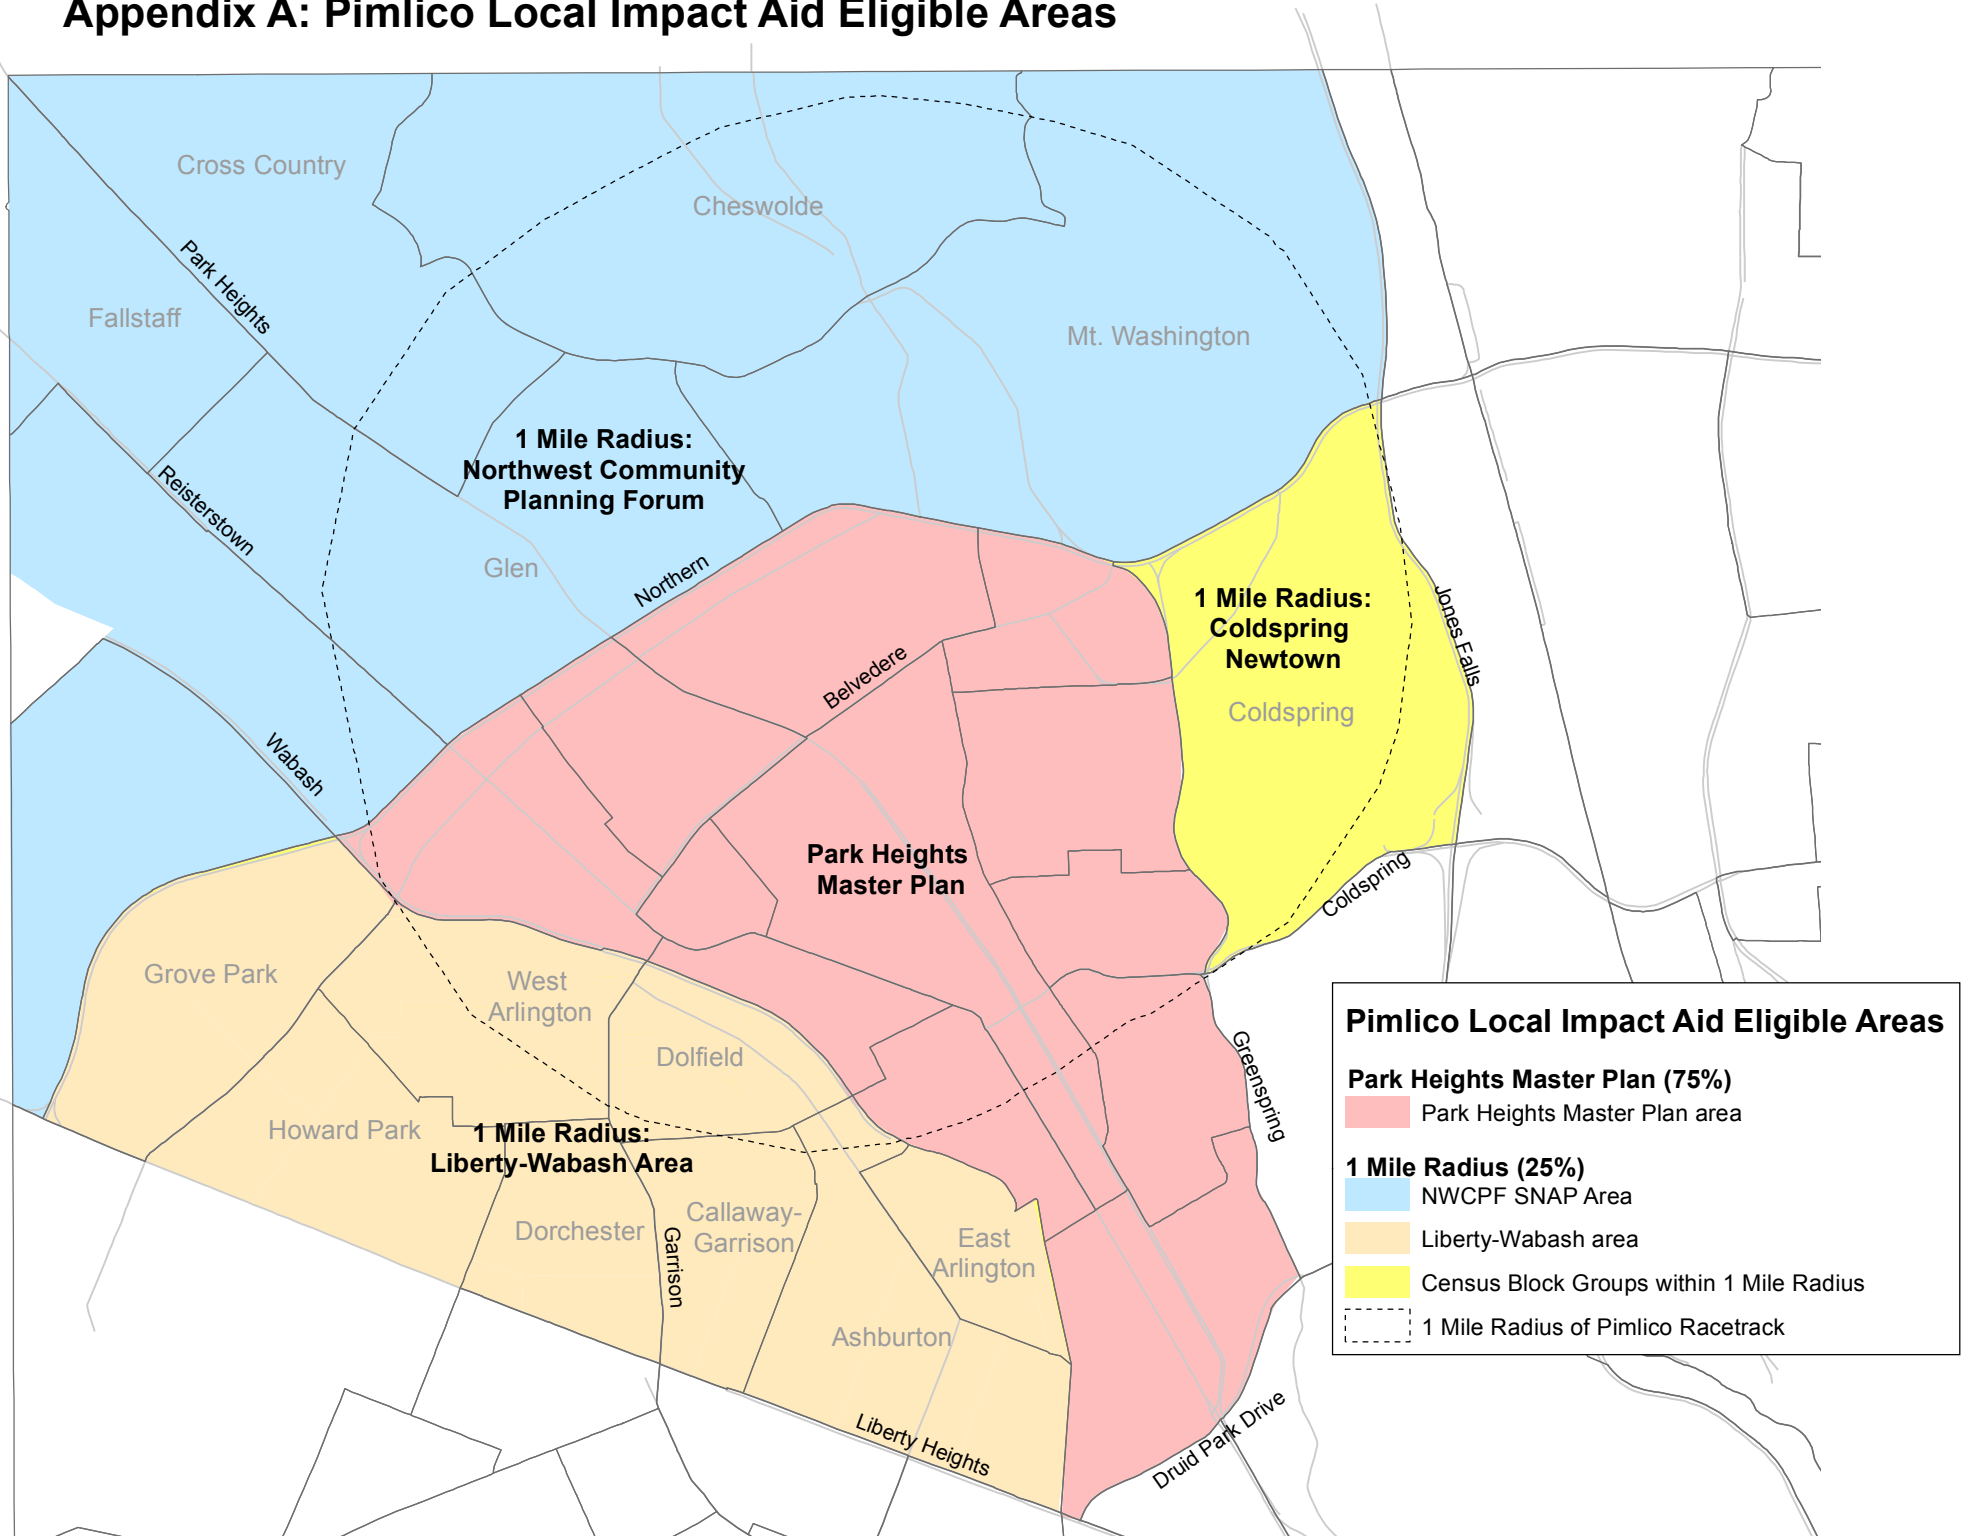 Appendix A: Pimlico Local Impact Aid Eligible Areas
Cross Country
Cheswolde
Park Heights
Fallstaff
Mt. Washington
1 Mile Radius:
Northwest Community
Planning Forum
Reisterstown
Glen
Northern
1 Mile Radius:
Coldspring
Newtown
Jones Falls
Belvedere
Coldspring
Wabash
Park Heights
Master Plan
Coldspring
Grove Park
West
Arlington
Dolfield
Greenspring
Howard Park
1 Mile Radius:
Liberty-Wabash Area
Dorchester
Garrison
Callaway-
Garrison
East
Arlington
Ashburton
Liberty Heights
Druid Park Drive
Pimlico Local Impact Aid Eligible Areas
Park Heights Master Plan (75%)
Park Heights Master Plan area
1 Mile Radius (25%)
NWCPF SNAP Area
Liberty-Wabash area
Census Block Groups within 1 Mile Radius
1 Mile Radius of Pimlico Racetrack